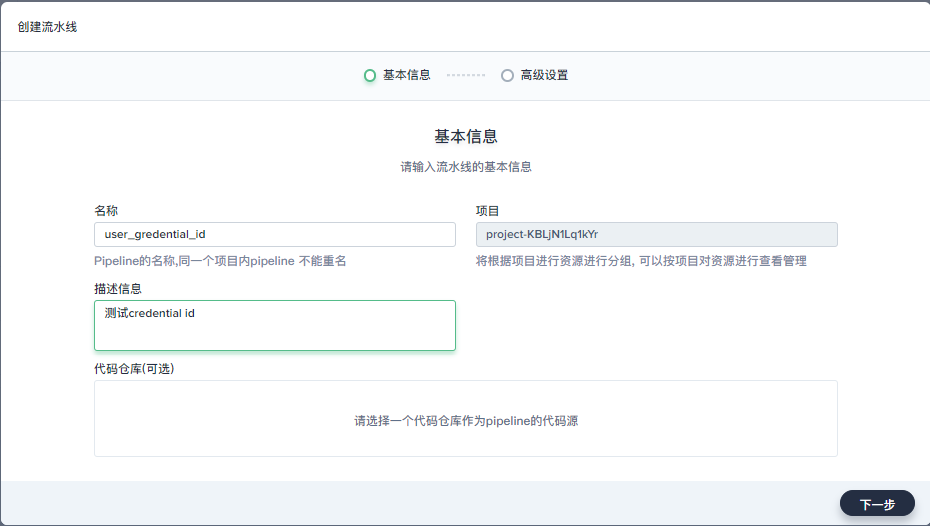 创建流水线
基本信息
高级设置
基本信息
请输入流水线的基本信息
名称
项目
user_gredential_id
project-KBLjN1Lq1kYr
Pipeline的名称,同一个项目内pipeline 不能重名
将根据项目进行资源进行分组, 可以按项目对资源进行查看管理
描述信息
测试credential id
代码仓库(可选)
请选择一个代码仓库作为pipeline的代码源
下一步